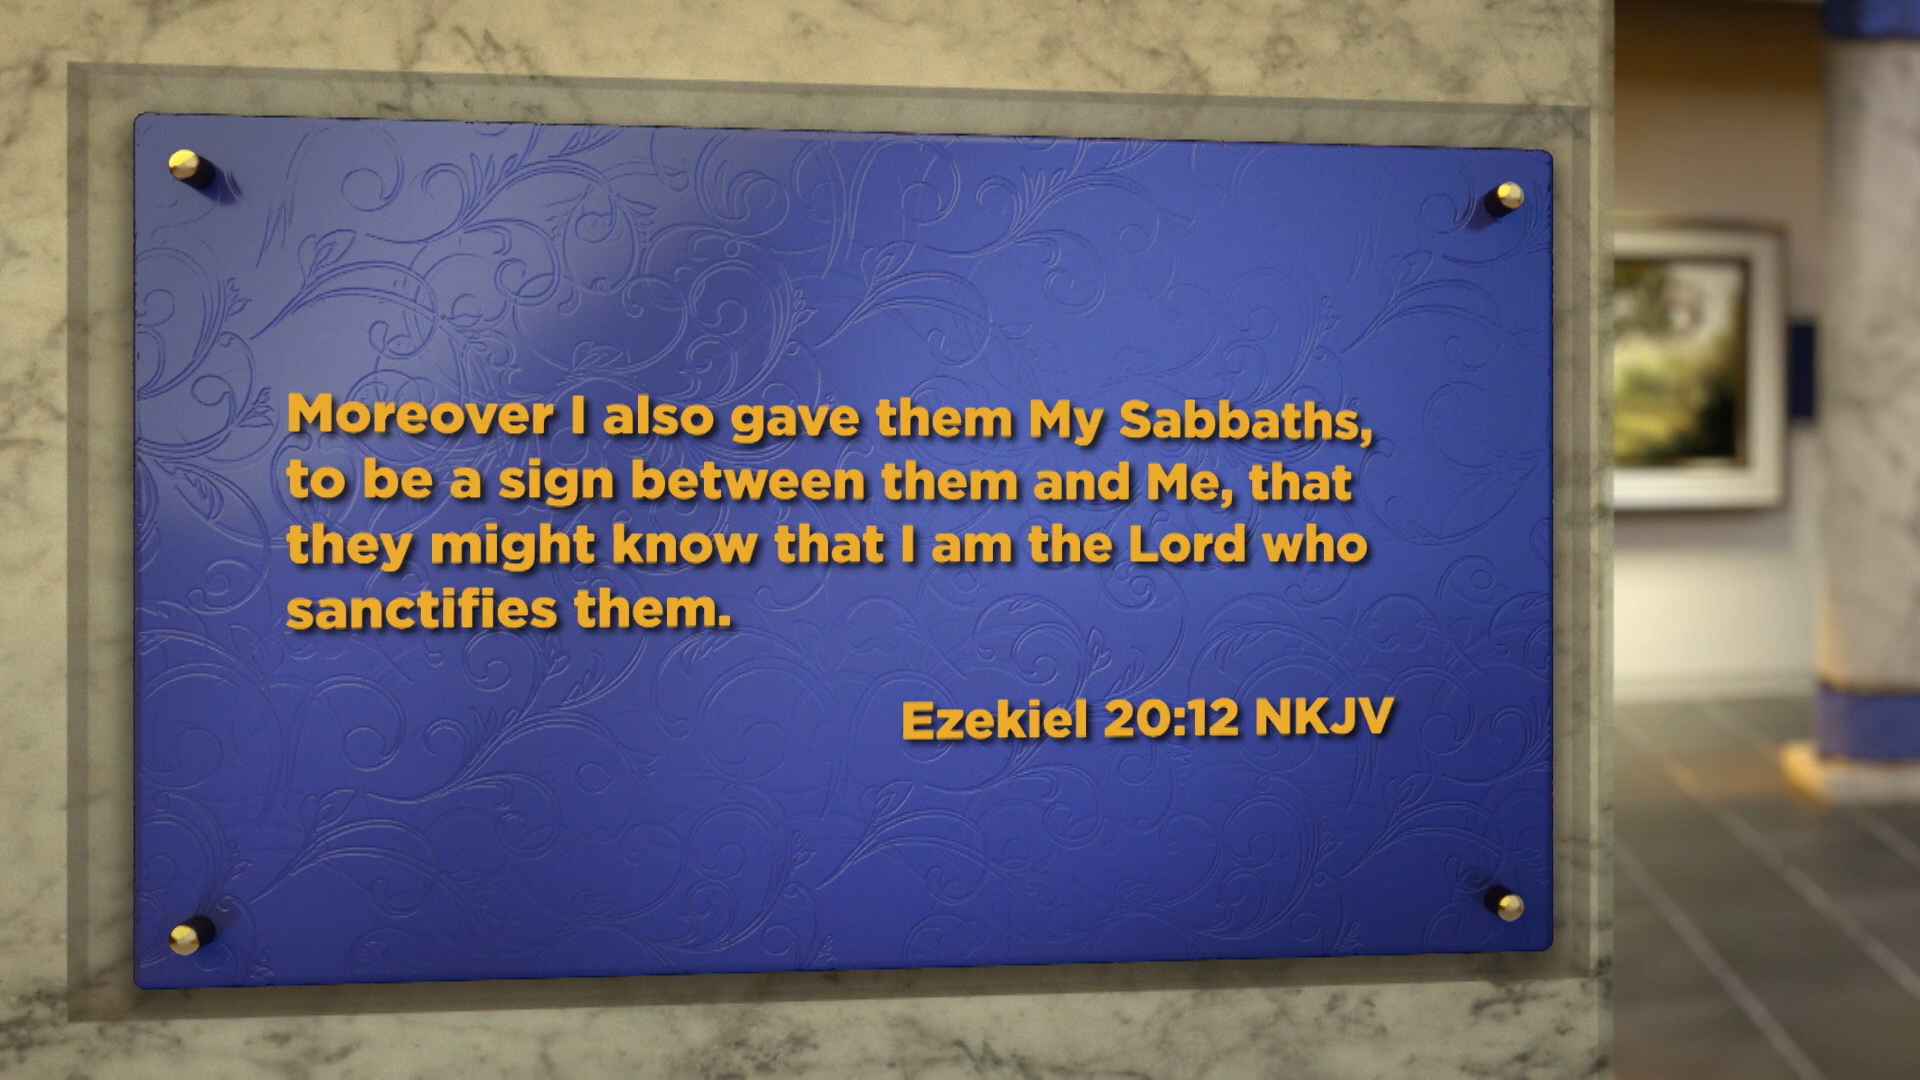 Moreover I also gave them My Sabbaths,
to be a sign between them and Me, that
they might know that I am the Lord who
sanctifies them.
Ezekiel 20:12 NKJV